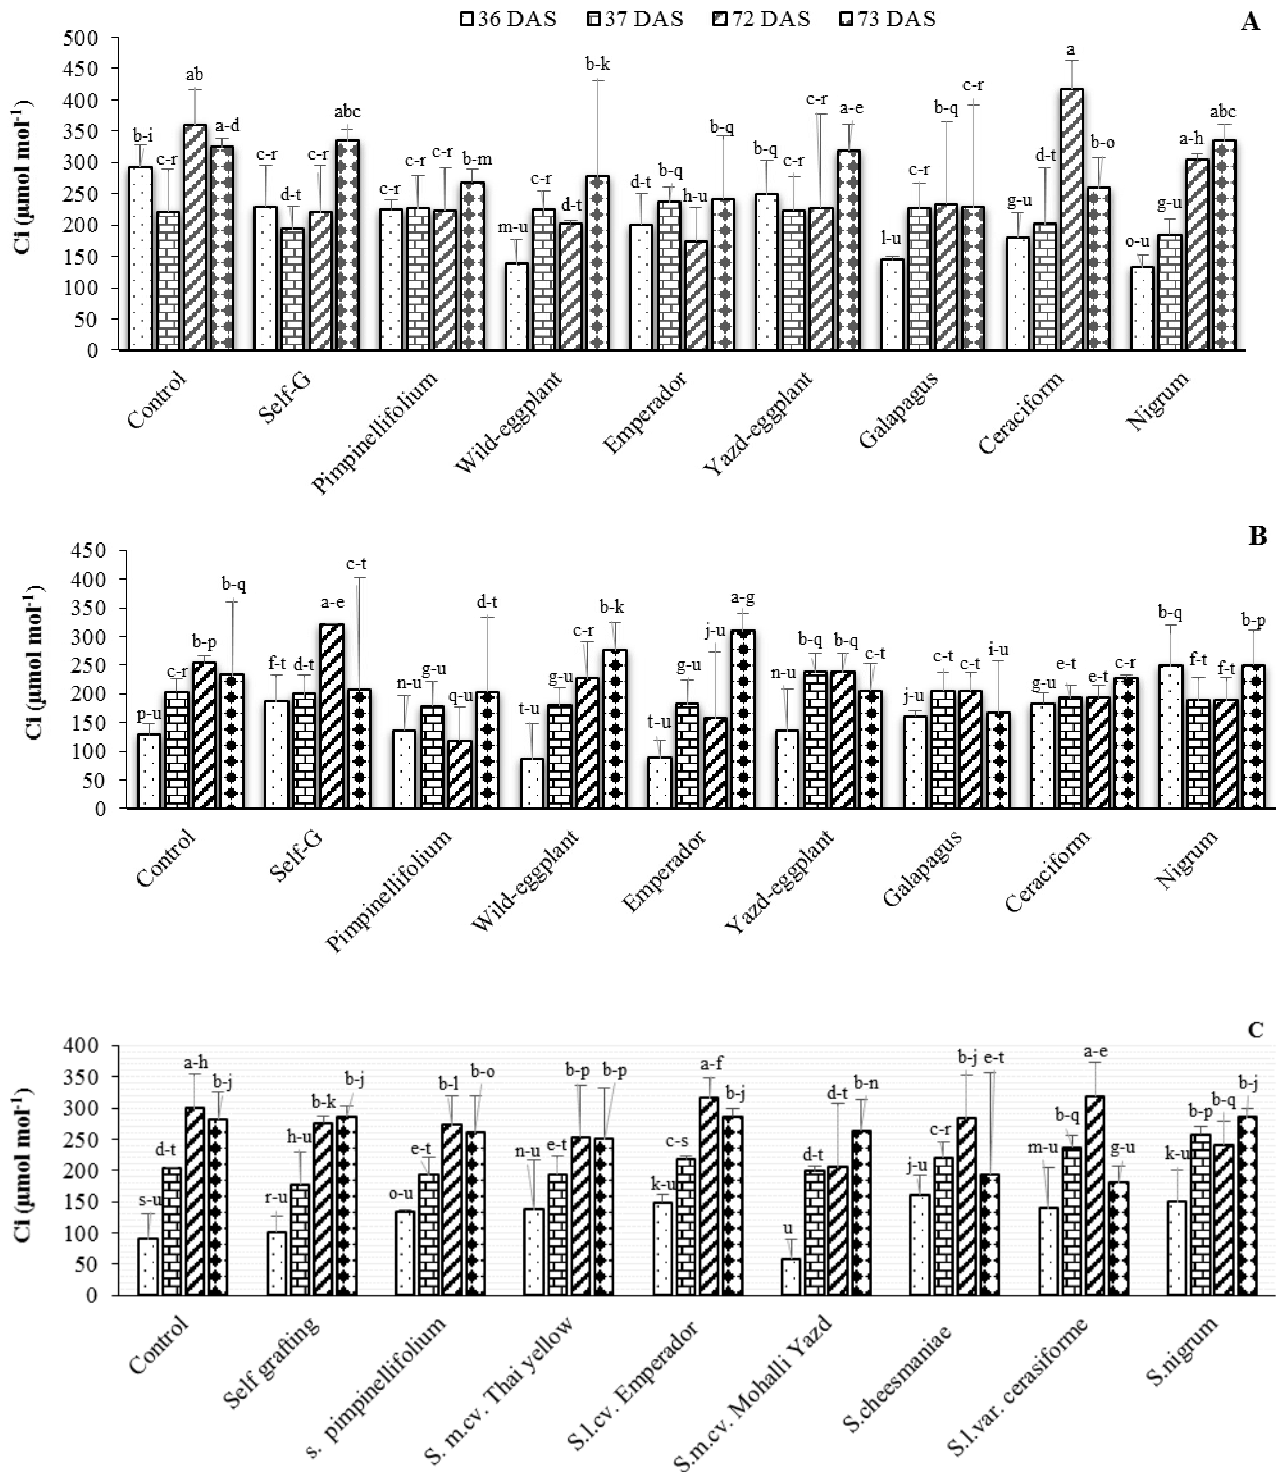 36 DAS 37 DAS 72 DAS 73 DAS
A
Ci (µmol mol⁻¹)
500
450
400
350
300
250
200
150
100
50
0
b-i c-r ab a-d
c-r d-t c-r abc
c-r c-r c-r b-m
m-u c-r d-t b-k
d-t b-q h-u b-q
b-q c-r c-r a-e
l-u c-r b-q c-r
g-u d-t a b-o
o-u g-u a-h abc
Control Self-G Pimpinellifolium Wild-eggplant Emperador Yazd-eggplant Galapagus Ceraciform Nigrum
B
Ci (µmol mol⁻¹)
450
400
350
300
250
200
150
100
50
0
p-u c-r b-p b-q
f-t d-t a-e c-t
n-u g-u q-u d-t
t-u g-u c-r b-k
t-u g-u j-u a-g
n-u b-q b-q c-t
j-u c-t c-t i-u
g-u e-t e-t c-r
b-q f-t f-t b-p
Control Self-G Pimpinellifolium Wild-eggplant Emperador Yazd-eggplant Galapagus Ceraciform Nigrum
C
Ci (µmol mol⁻¹)
400
350
300
250
200
150
100
50
0
s-u d-t a-h b-j
r-u h-u b-k b-j
o-u e-t b-l b-o
n-u e-t b-p b-p
k-u c-s a-f b-j
u d-t d-t b-n
j-u c-r b-j e-t
m-u b-q a-e g-u
k-u b-p b-q b-j
Control Self grafting s. pimpinellifolium S. m.cv. Thai yellow S.l.cv. Emperador S.m.cv. Mohalli Yazd S.cheesmaniae S.l.var. cerasiforme S.nigrum